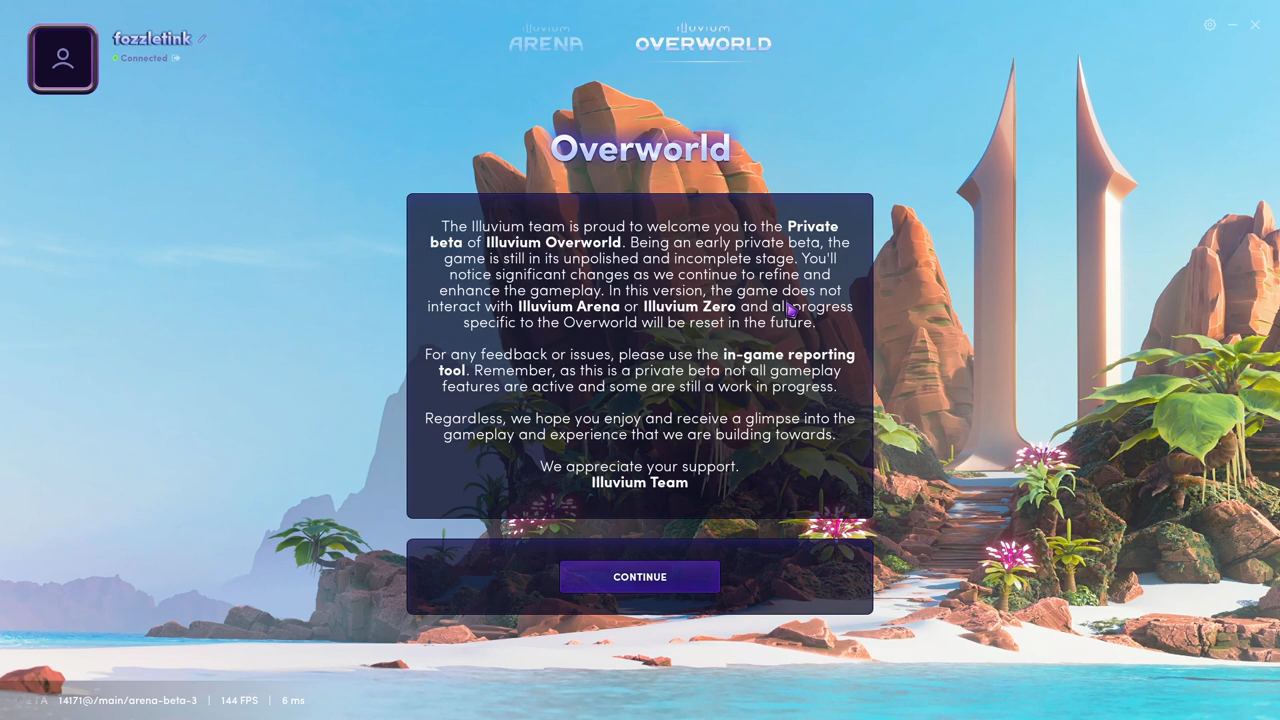 fozzletink
Connected
illuvium
ARENA
illuvium
OVERWORLD
Overworld
The Illuvium team is proud to welcome you to the Private
beta of Illuvium Overworld. Being an early private beta, the
game is still in its unpolished and incomplete stage. You'll
notice significant changes as we continue to refine and
enhance the gameplay. In this version, the game does not
interact with Illuvium Arena or Illuvium Zero and all progress
specific to the Overworld will be reset in the future.
For any feedback or issues, please use the in-game reporting
tool. Remember, as this is a private beta not all gameplay
features are active and some are still a work in progress.
Regardless, we hope you enjoy and receive a glimpse into the
gameplay and experience that we are building towards.
We appreciate your support.
Illuvium Team
CONTINUE
BETA 14171@/main/arena-beta-3 | 144 FPS | 6 ms